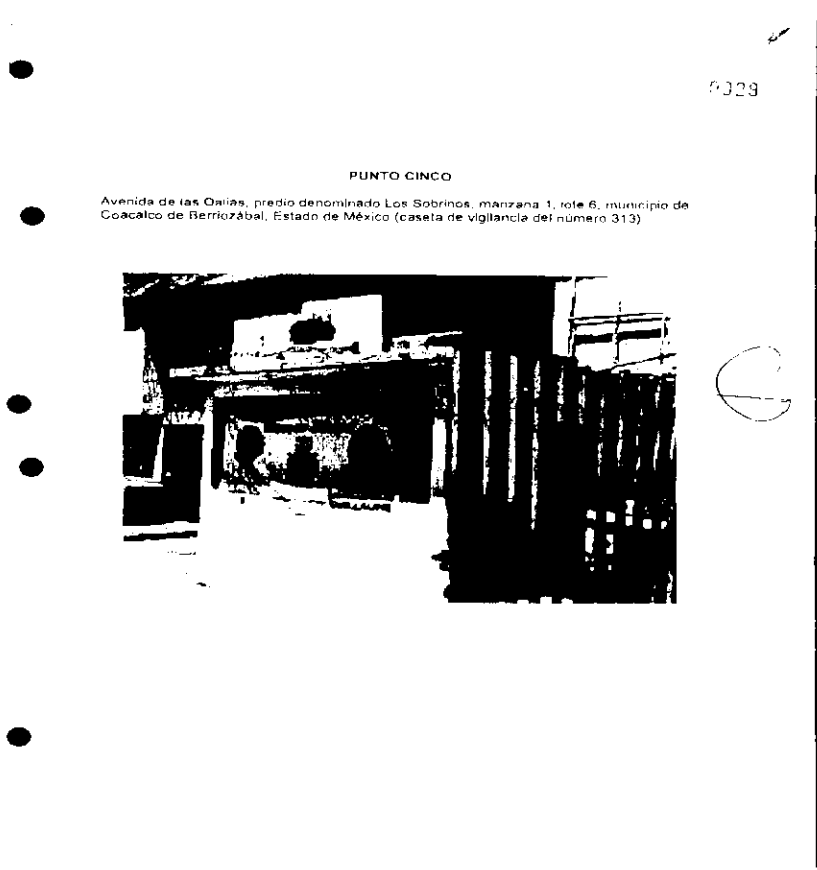 0029
PUNTO CINCO
Avenida de las Dalias, predio denominado Los Sobrinos, manzana 1, lote 6, municipio de
Coacalco de Berriozábal, Estado de México (caseta de vigilancia del número 313)